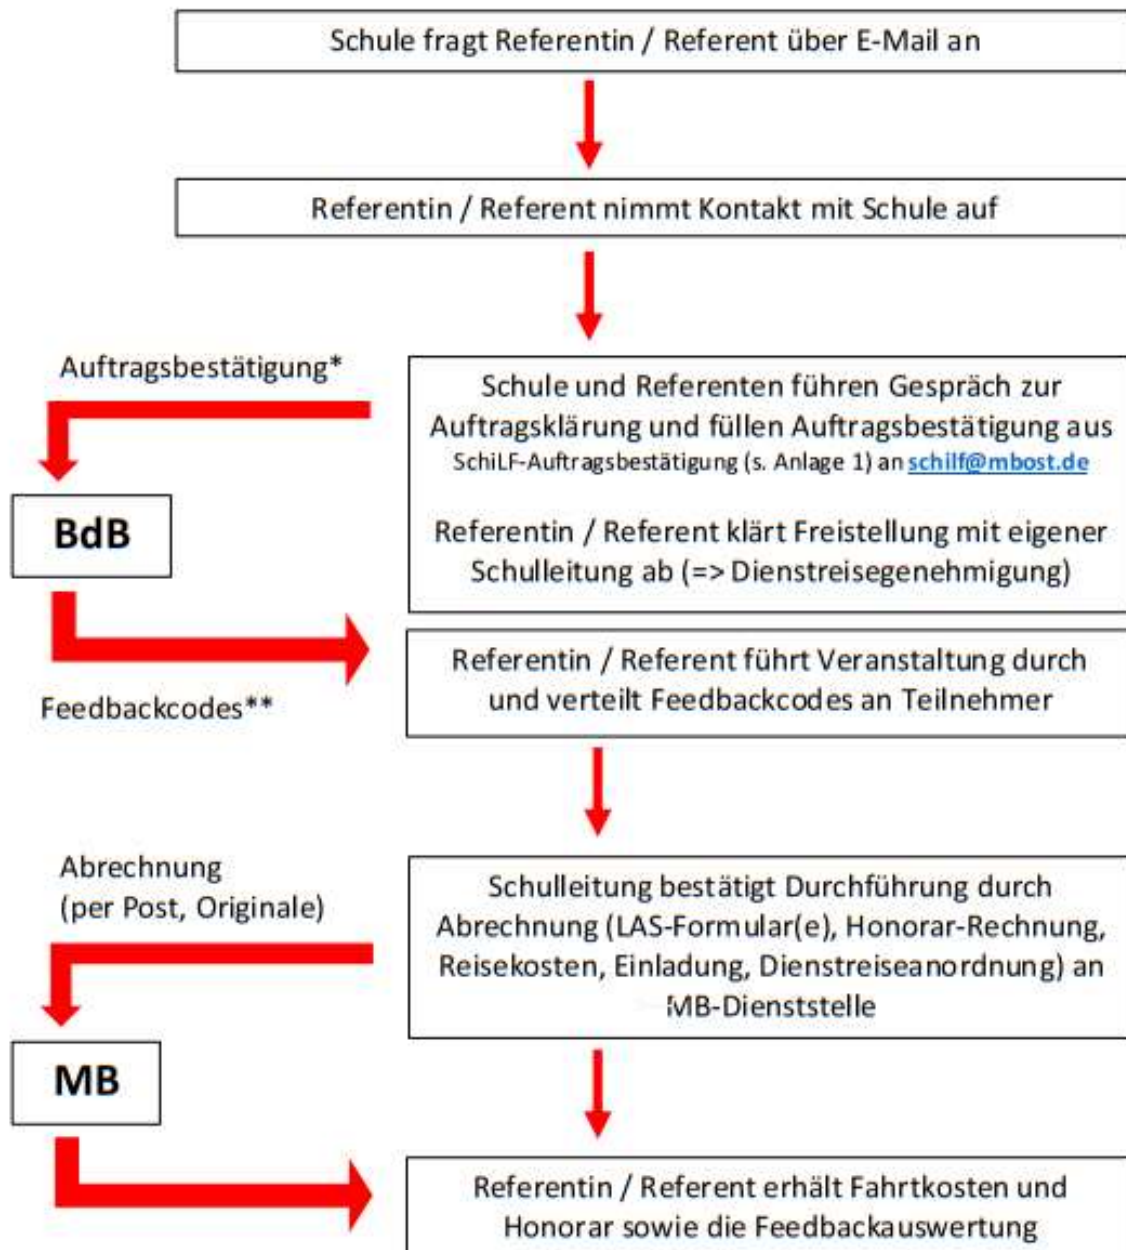 Schule fragt Referentin / Referent über E-Mail an
Referentin / Referent nimmt Kontakt mit Schule auf
Auftragsbestätigung*
Schule und Referenten führen Gespräch zur
Auftragsklärung und füllen Auftragsbestätigung aus
SchiLF-Auftragsbestätigung (s. Anlage 1) an schilf@mbost.de
Referentin / Referent klärt Freistellung mit eigener
Schulleitung ab (=> Dienstreisegenehmigung)
BdB
Feedbackcodes**
Referentin / Referent führt Veranstaltung durch
und verteilt Feedbackcodes an Teilnehmer
Abrechnung
(per Post, Originale)
Schulleitung bestätigt Durchführung durch
Abrechnung (LAS-Formular(e), Honorar-Rechnung,
Reisekosten, Einladung, Dienstreiseanordnung) an
MB-Dienststelle
MB
Referentin / Referent erhält Fahrtkosten und
Honorar sowie die Feedbackauswertung